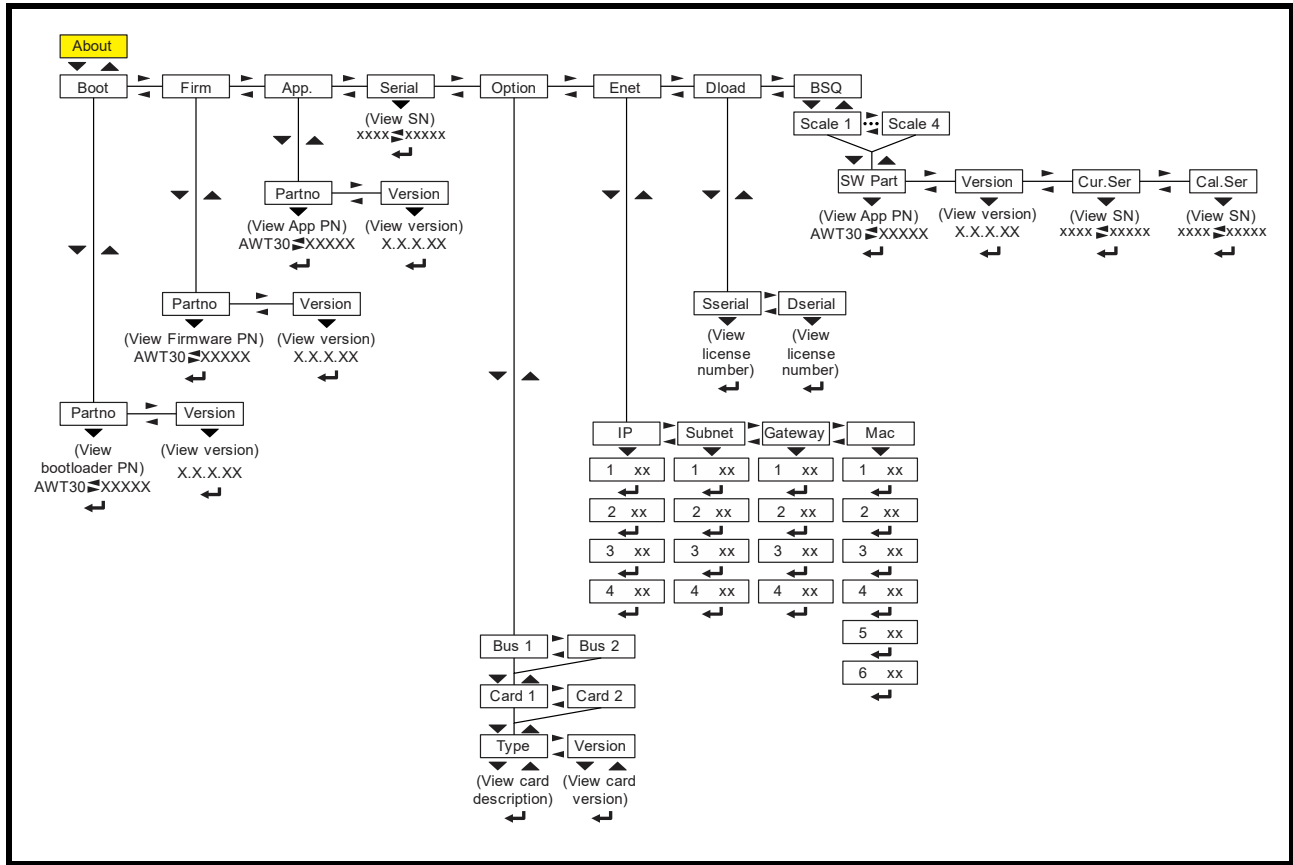 About
Boot Firm App. Serial Option Enet Dload BSQ
(View SN)
xxxx xxxxx
Scale 1 ... Scale 4
Partno Version
(View App PN) (View version)
AWT30 XXXXX X.X.X.XX
SW Part Version Cur.Ser Cal.Ser
(View App PN) (View version) (View SN) (View SN)
AWT30 XXXXX X.X.X.XX xxxx xxxxx xxxx xxxxx
Partno Version
(View Firmware PN) (View version)
AWT30 XXXXX X.X.X.XX
Sserial Dserial
(View (View
license license
number) number)
Partno Version
(View (View version)
bootloader PN) X.X.X.XX
AWT30 XXXXX
IP Subnet Gateway Mac
1 xx 1 xx 1 xx 1 xx
2 xx 2 xx 2 xx 2 xx
3 xx 3 xx 3 xx 3 xx
4 xx 4 xx 4 xx 4 xx
5 xx
6 xx
Bus 1 Bus 2
Card 1 Card 2
Type Version
(View card (View card
description) version)